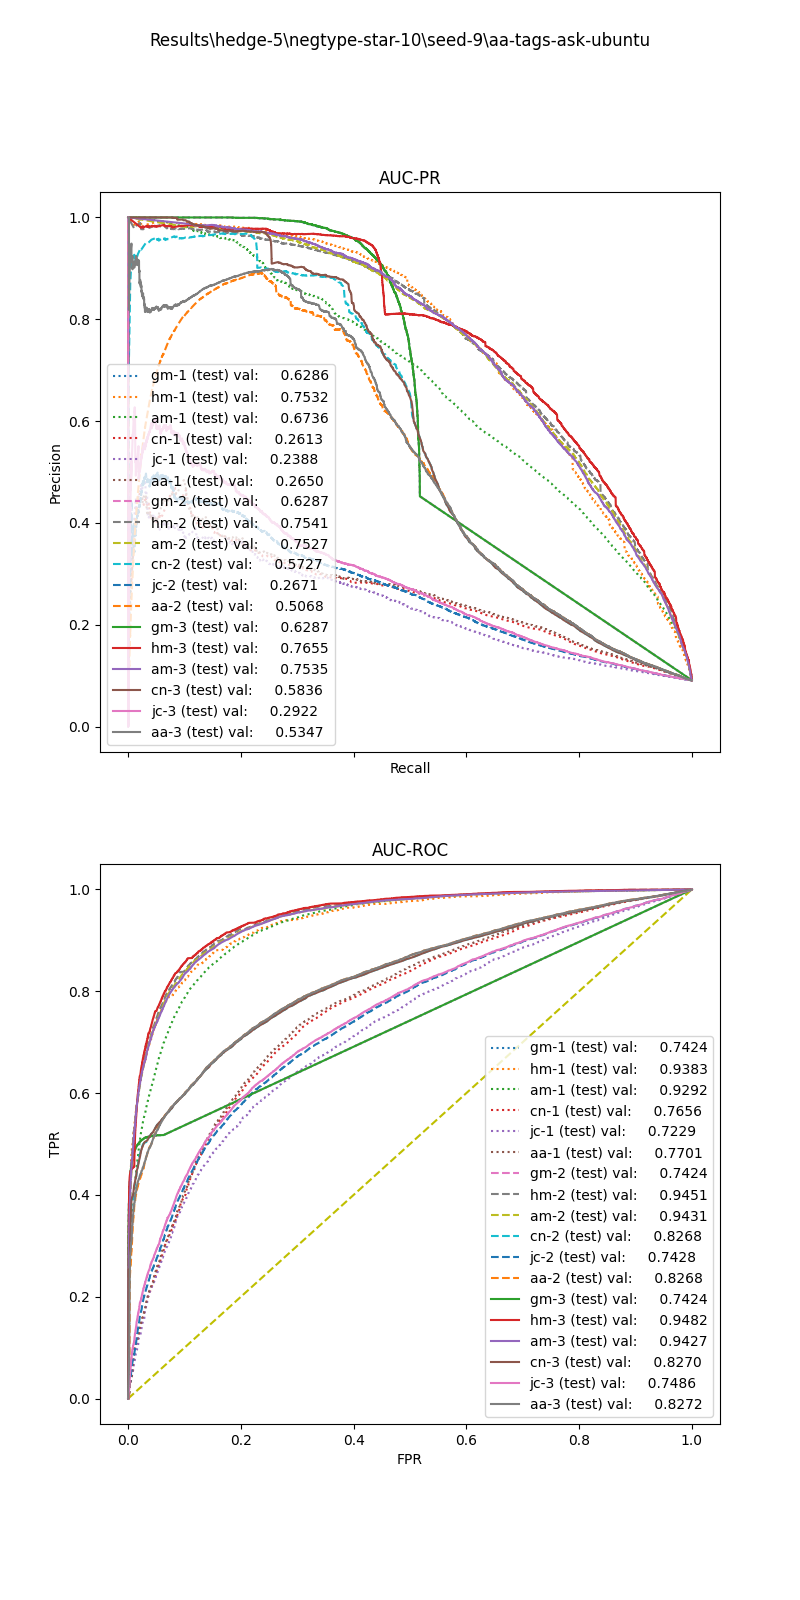 Results\hedge-5\negtype-star-10\seed-9\aa-tags-ask-ubuntu
AUC-PR
1.0
0.8
0.6
0.4
0.2
0.0
Precision
gm-1 (test) val: 0.6286
hm-1 (test) val: 0.7532
am-1 (test) val: 0.6736
cn-1 (test) val: 0.2613
jc-1 (test) val: 0.2388
aa-1 (test) val: 0.2650
gm-2 (test) val: 0.6287
hm-2 (test) val: 0.7541
am-2 (test) val: 0.7527
cn-2 (test) val: 0.5727
jc-2 (test) val: 0.2671
aa-2 (test) val: 0.5068
gm-3 (test) val: 0.6287
hm-3 (test) val: 0.7655
am-3 (test) val: 0.7535
cn-3 (test) val: 0.5836
jc-3 (test) val: 0.2922
aa-3 (test) val: 0.5347
Recall
AUC-ROC
1.0
0.8
0.6
0.4
0.2
0.0
TPR
gm-1 (test) val: 0.7424
hm-1 (test) val: 0.9383
am-1 (test) val: 0.9292
cn-1 (test) val: 0.7656
jc-1 (test) val: 0.7229
aa-1 (test) val: 0.7701
gm-2 (test) val: 0.7424
hm-2 (test) val: 0.9451
am-2 (test) val: 0.9431
cn-2 (test) val: 0.8268
jc-2 (test) val: 0.7428
aa-2 (test) val: 0.8268
gm-3 (test) val: 0.7424
hm-3 (test) val: 0.9482
am-3 (test) val: 0.9427
cn-3 (test) val: 0.8270
jc-3 (test) val: 0.7486
aa-3 (test) val: 0.8272
0.0 0.2 0.4 0.6 0.8 1.0
FPR